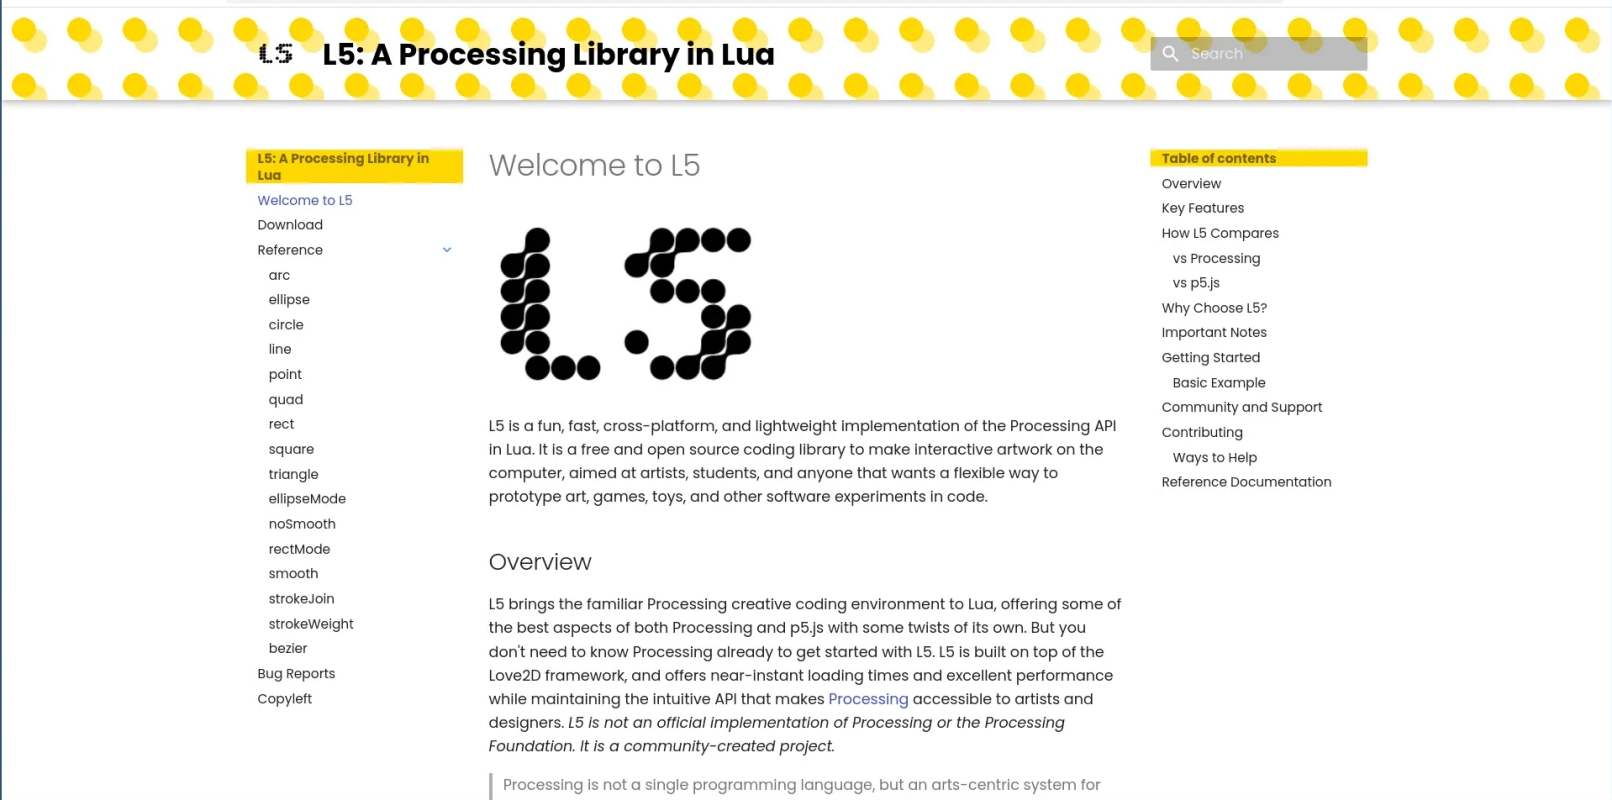 L5 L5: A Processing Library in Lua
Search
L5: A Processing Library in
Lua
Welcome to L5
Download
Reference
arc
ellipse
circle
line
point
quad
rect
square
triangle
ellipseMode
noSmooth
rectMode
smooth
strokeJoin
strokeWeight
bezier
Bug Reports
Copyleft
Welcome to L5
L5
L5 is a fun, fast, cross-platform, and lightweight implementation of the Processing API
in Lua. It is a free and open source coding library to make interactive artwork on the
computer, aimed at artists, students, and anyone that wants a flexible way to
prototype art, games, toys, and other software experiments in code.
Overview
L5 brings the familiar Processing creative coding environment to Lua, offering some of
the best aspects of both Processing and p5.js with some twists of its own. But you
don't need to know Processing already to get started with L5. L5 is built on top of the
Love2D framework, and offers near-instant loading times and excellent performance
while maintaining the intuitive API that makes Processing accessible to artists and
designers. L5 is not an official implementation of Processing or the Processing
Foundation. It is a community-created project.
Processing is not a single programming language, but an arts-centric system for
Table of contents
Overview
Key Features
How L5 Compares
vs Processing
vs p5.js
Why Choose L5?
Important Notes
Getting Started
Basic Example
Community and Support
Contributing
Ways to Help
Reference Documentation